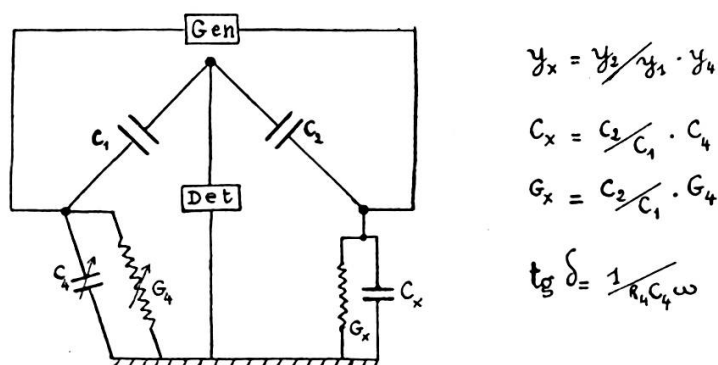 Gen
C₁
C₂
Det
C₄
G₄
Gₓ
Cₓ
yₓ = y₂/y₁ · y₄
Cₓ = C₂/C₁ · C₄
Gₓ = C₂/C₁ · G₄
tg δ = 1/R₄C₄ω